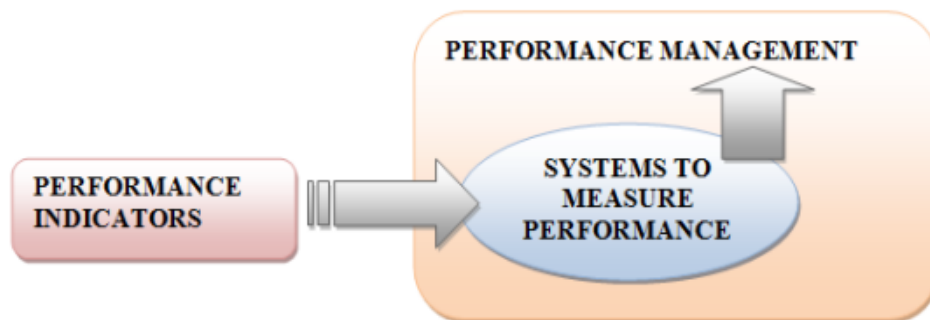 PERFORMANCE MANAGEMENT
PERFORMANCE
INDICATORS
SYSTEMS TO
MEASURE
PERFORMANCE